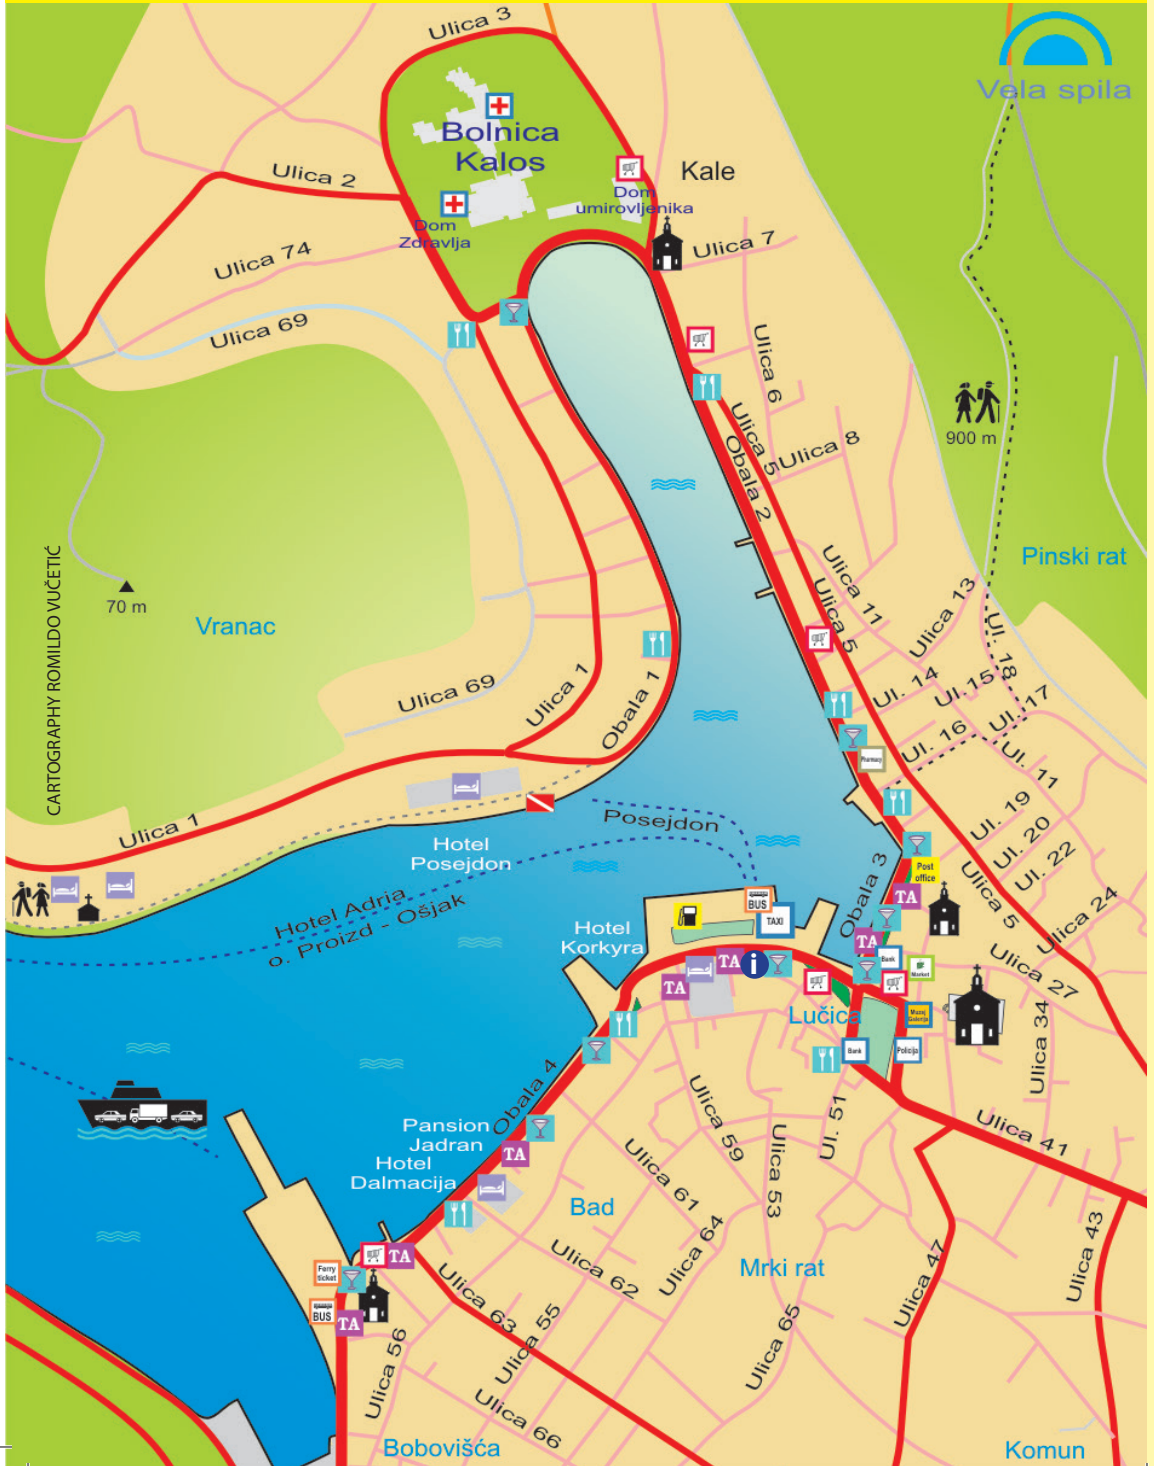 Ulica 3
Vela spila
Bolnica
Kalos
Kale
Ulica 2
Dom
umirovljenika
Dom
Zdravlja
Ulica 7
Ulica 74
Ulica 69
Ulica 6
Ulica 5
Ulica 8
Obala 2
900 m
CARTOGRAPHY ROMILDO VUČETIĆ
70 m
Vranac
Pinski rat
Ulica 11
Ulica 5
Ulica 13
Ul. 18
Ul. 14
Ul.15
Ul. 17
Ul. 16
Ul. 11
Ulica 69
Ulica 1
Obala 1
Pharmacy
Ul. 19
Ul. 20
Ul. 22
Ulica 1
Posejdon
Hotel
Posejdon
Post
office
TA
Ulica 5
Ulica 24
Obala 3
Hotel Adria
o. Proizd - Ošjak
BUS
TAXI
Hotel
Korkyra
TA
Bank
Market
TA
i
TA
Ulica 27
Lučica
Muzej
Galerija
Ulica 34
Bank
Policija
Obala 4
Pansion
Jadran
Hotel
Dalmacija
TA
Ulica 59
Ulica 53
Ul. 51
Ulica 41
Ulica 61
Bad
Ulica 64
Ulica 62
Mrki rat
Ulica 47
Ulica 43
TA
Ferry
ticket
BUS
TA
Ulica 63
Ulica 55
Ulica 65
Ulica 56
Ulica 66
Bobovišća
Komun